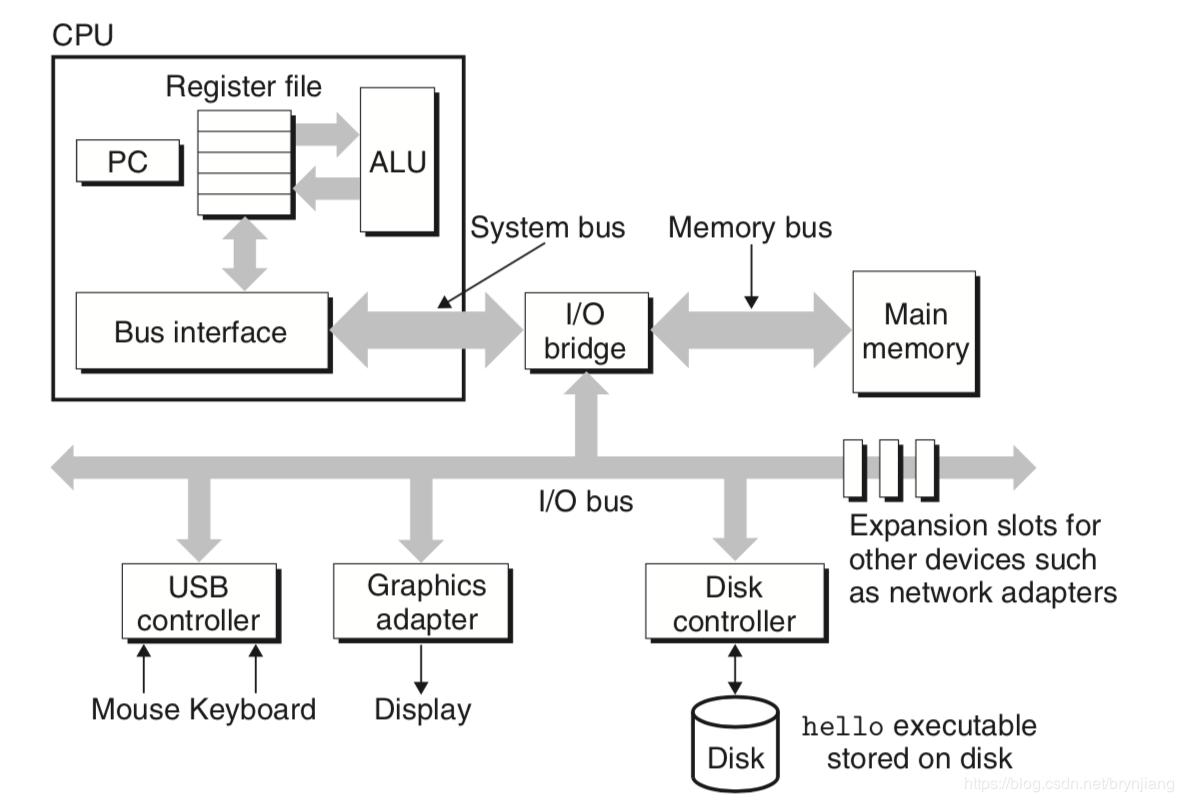 CPU
Register file
PC
ALU
System bus
Memory bus
Bus interface
I/O
bridge
Main
memory
I/O bus
Expansion slots for
other devices such
as network adapters
USB
controller
Graphics
adapter
Disk
controller
Mouse Keyboard
Display
Disk
hello executable
stored on disk
https://blog.csdn.net/brynjiang